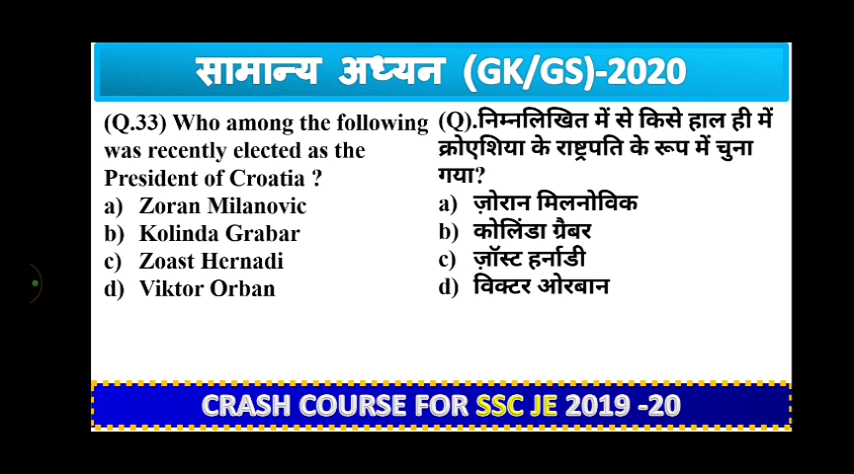 सामान्य अध्यन (GK/GS)-2020
(Q.33) Who among the following
was recently elected as the
President of Croatia ?
a) Zoran Milanovic
b) Kolinda Grabar
c) Zoast Hernadi
d) Viktor Orban
(Q).निम्नलिखित में से किसे हाल ही में
क्रोएशिया के राष्ट्रपति के रूप में चुना
गया?
a) ज़ोरान मिलनोविक
b) कोलिंडा ग्रैबर
c) ज़ॉस्ट हर्नाडी
d) विक्टर ओरबान
CRASH COURSE FOR SSC JE 2019 -20